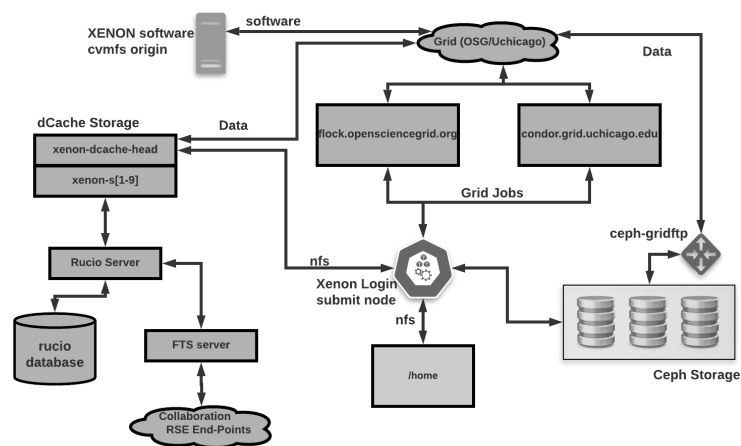 software
XENON software
cvmfs origin
Grid (OSG/Uchicago)
Data
dCache Storage
Data
xenon-dcache-head
xenon-s[1-9]
flock.opensciencegrid.org
condor.grid.uchicago.edu
Grid Jobs
ceph-gridftp
Rucio Server
nfs
Xenon Login
submit node
nfs
rucio
database
FTS server
/home
Ceph Storage
Collaboration
RSE End-Points